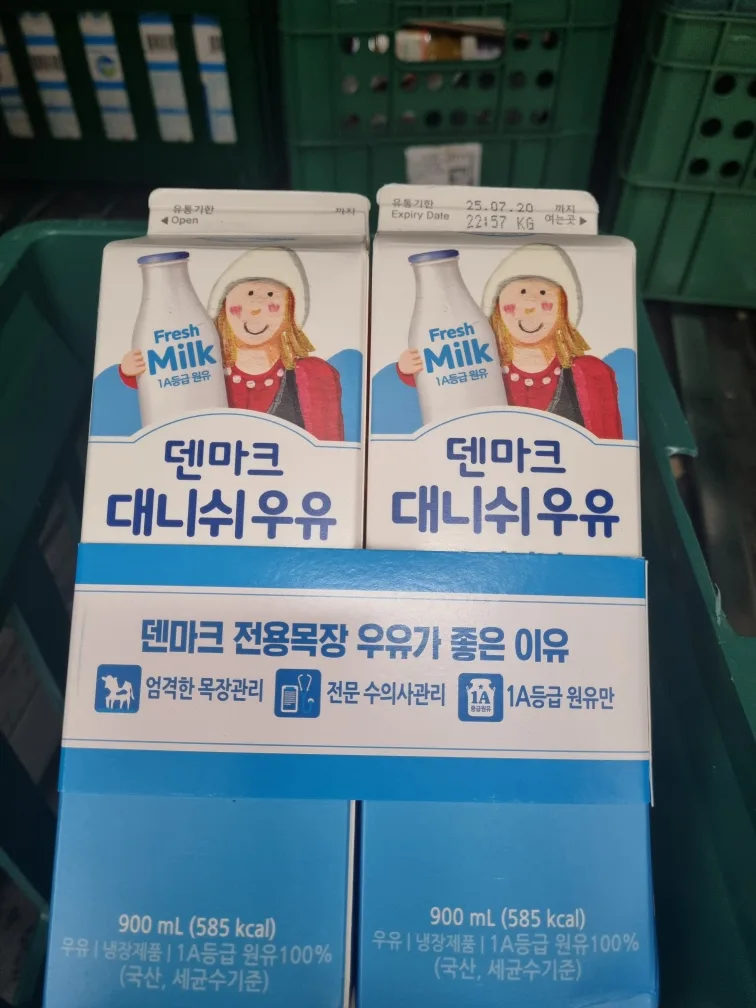 유통기한 까지
◀Open
유통기한 25.07.20 까지
Expiry Date 22:57 KG 여는곳▶
Fresh
Milk
1A등급 원유
Fresh
Milk
1A등급 원유
덴마크
대니쉬우유
덴마크
대니쉬우유
덴마크 전용목장 우유가 좋은 이유
엄격한 목장관리
전문 수의사관리
1A
등급원유
1A등급 원유만
900 mL (585 kcal)
우유 | 냉장제품 | 1A등급 원유100%
(국산, 세균수기준)
900 mL (585 kcal)
우유 | 냉장제품 | 1A등급 원유100%
(국산, 세균수기준)